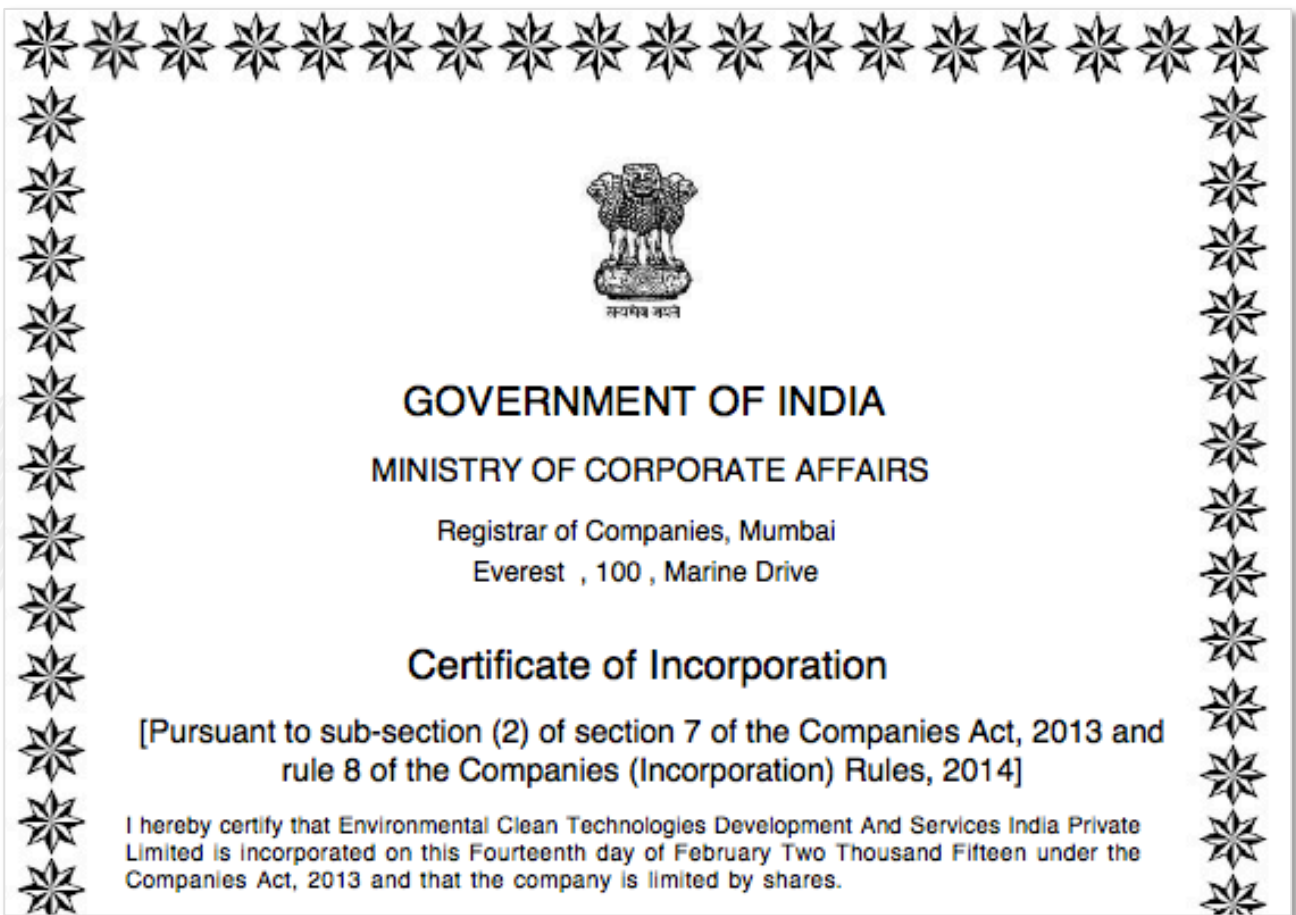 सत्यमेव जयते
GOVERNMENT OF INDIA
MINISTRY OF CORPORATE AFFAIRS
Registrar of Companies, Mumbai
Everest , 100 , Marine Drive
Certificate of Incorporation
[Pursuant to sub-section (2) of section 7 of the Companies Act, 2013 and
rule 8 of the Companies (Incorporation) Rules, 2014]
I hereby certify that Environmental Clean Technologies Development And Services India Private
Limited is incorporated on this Fourteenth day of February Two Thousand Fifteen under the
Companies Act, 2013 and that the company is limited by shares.